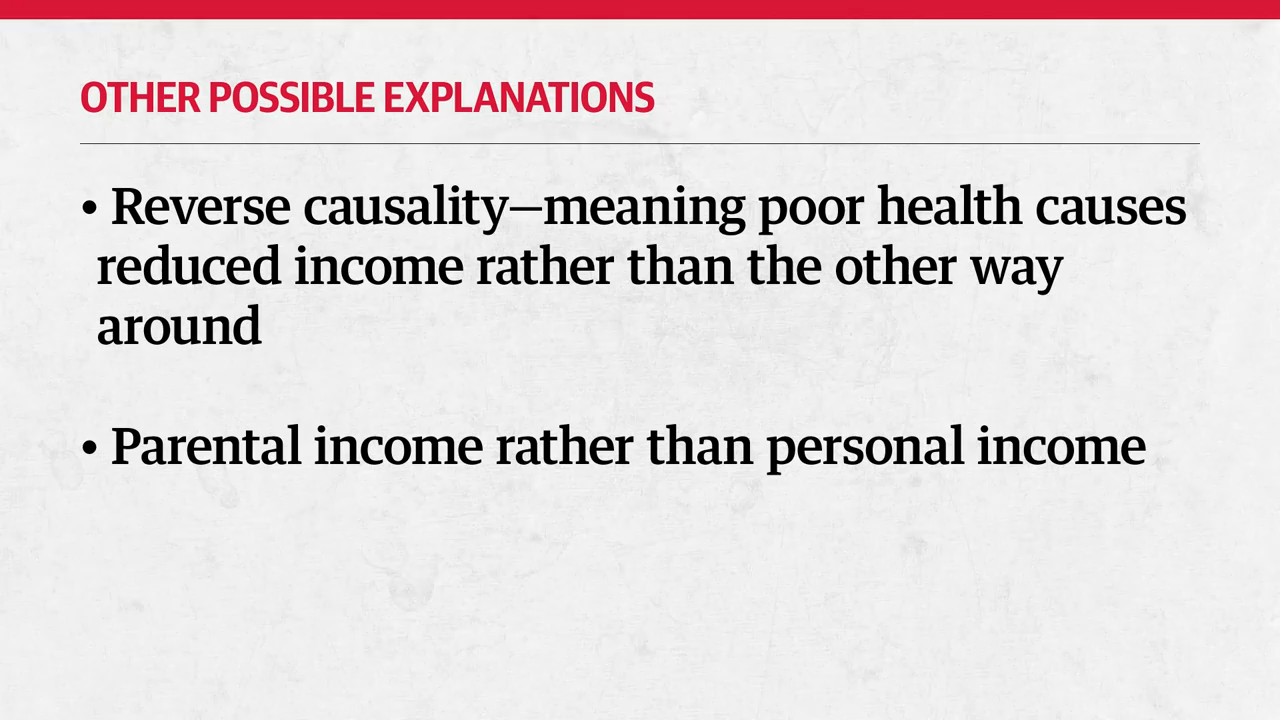 OTHER POSSIBLE EXPLANATIONS
• Reverse causality—meaning poor health causes
reduced income rather than the other way
around
• Parental income rather than personal income